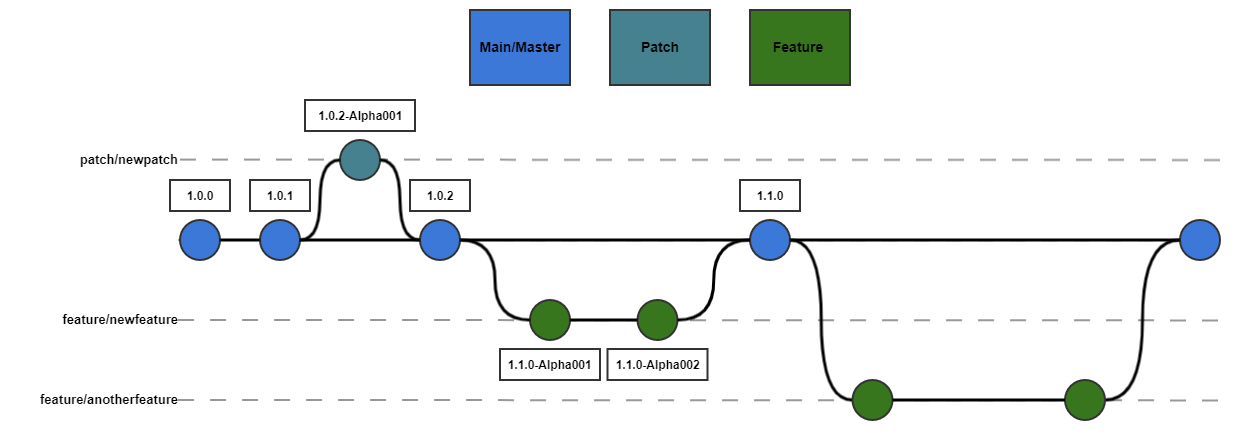 Main/Master
Patch
Feature
1.0.2-Alpha001
patch/newpatch
1.0.0
1.0.1
1.0.2
1.1.0
feature/newfeature
1.1.0-Alpha001
1.1.0-Alpha002
feature/anotherfeature